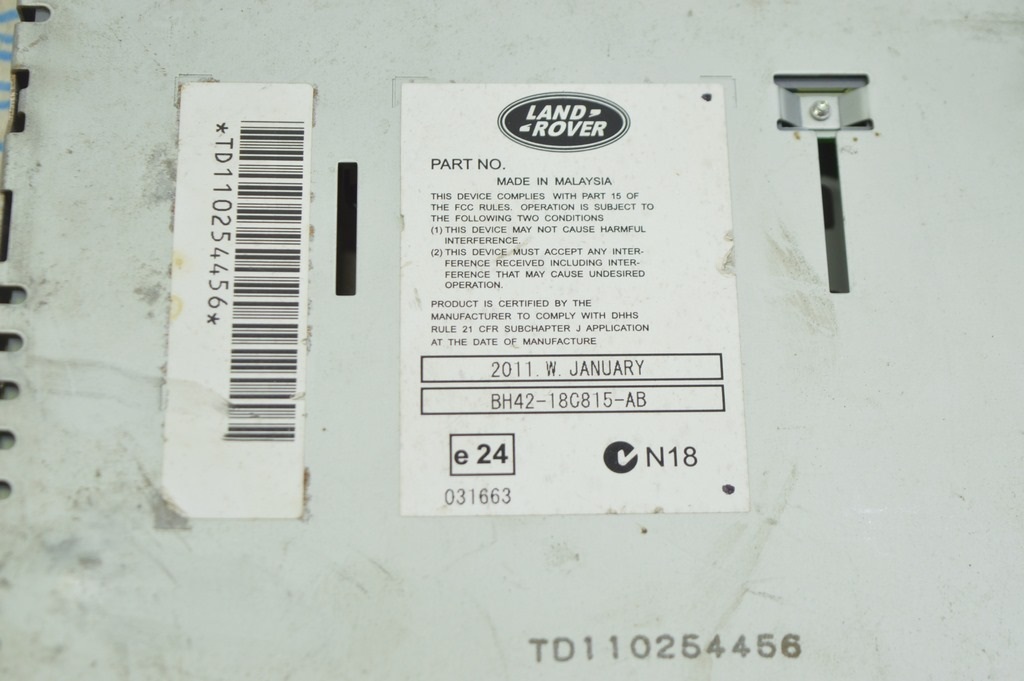 *TD110254456*
LAND
ROVER
PART NO.
MADE IN MALAYSIA
THIS DEVICE COMPLIES WITH PART 15 OF
THE FCC RULES. OPERATION IS SUBJECT TO
THE FOLLOWING TWO CONDITIONS
(1) THIS DEVICE MAY NOT CAUSE HARMFUL
INTERFERENCE.
(2) THIS DEVICE MUST ACCEPT ANY INTER-
FERENCE RECEIVED INCLUDING INTER-
FERENCE THAT MAY CAUSE UNDESIRED
OPERATION.
PRODUCT IS CERTIFIED BY THE
MANUFACTURER TO COMPLY WITH DHHS
RULE 21 CFR SUBCHAPTER J APPLICATION
AT THE DATE OF MANUFACTURE
2011. W. JANUARY
BH42-18C815-AB
e 24
N18
031663
TD110254456